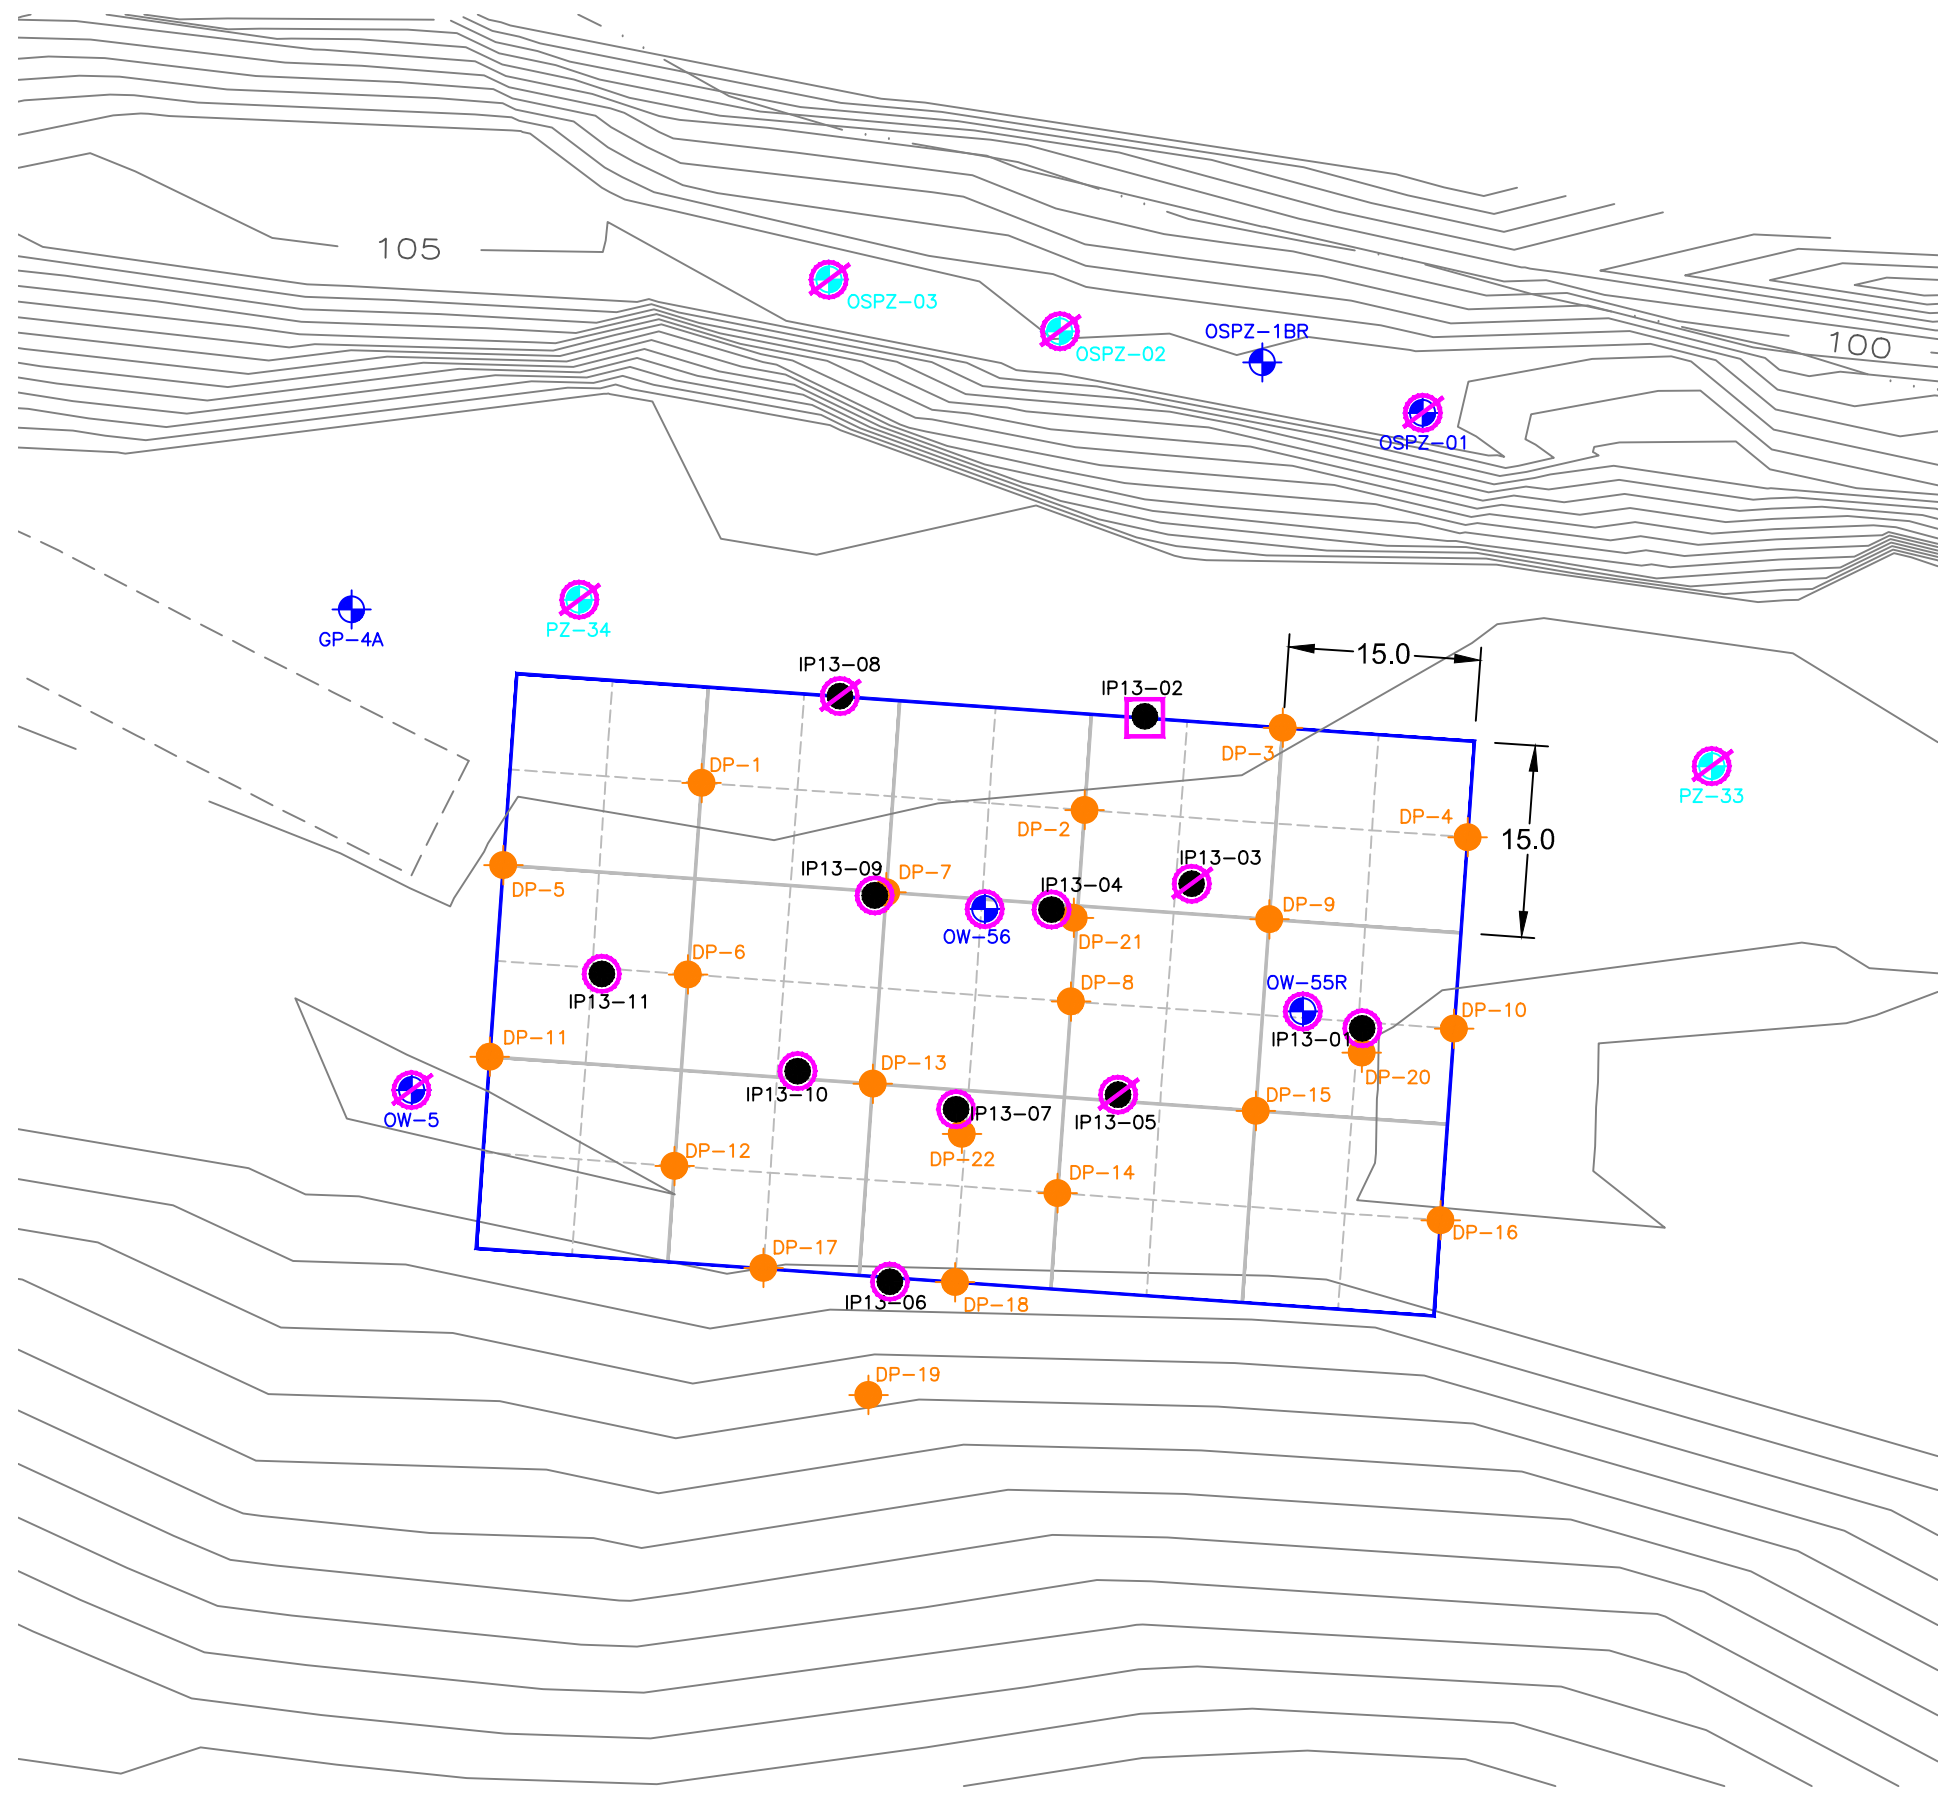 105
OSPZ-03
OSPZ-1BR
100
OSPZ-02
OSPZ-01
PZ-34
GP-4A
15.0
IP13-08
IP13-02
DP-3
DP-1
PZ-33
DP-4
DP-2
15.0
IP13-03
IP13-09
DP-7
IP13-04
DP-5
DP-9
OW-56
DP-21
DP-6
DP-8
OW-55R
IP13-11
DP-10
DP-11
IP13-01
DP-13
DP-20
IP13-10
DP-15
IP13-07
OW-5
IP13-05
DP-12
DP-22
DP-14
DP-16
DP-17
IP13-06
DP-18
DP-19